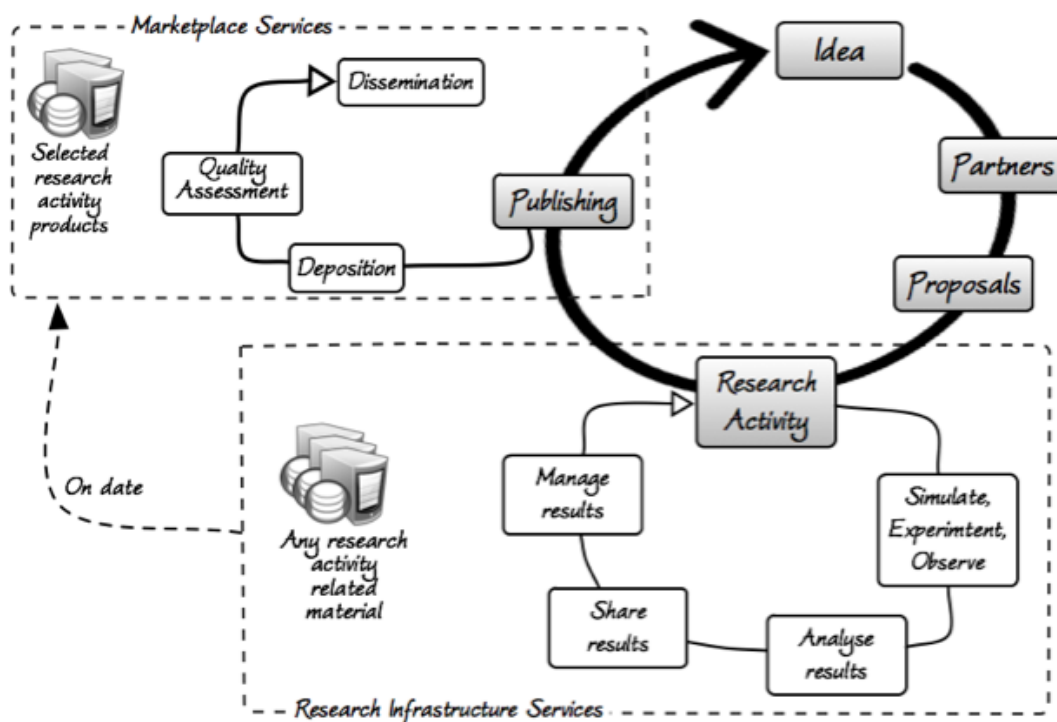 Marketplace Services
Idea
Dissemination
Selected
research
activity
products
Quality
Assessment
Partners
Publishing
Deposition
Proposals
Research
Activity
On date
Manage
results
Simulate,
Experimtent,
Observe
Any research
activity
related
material
Share
results
Analyse
results
Research Infrastructure Services